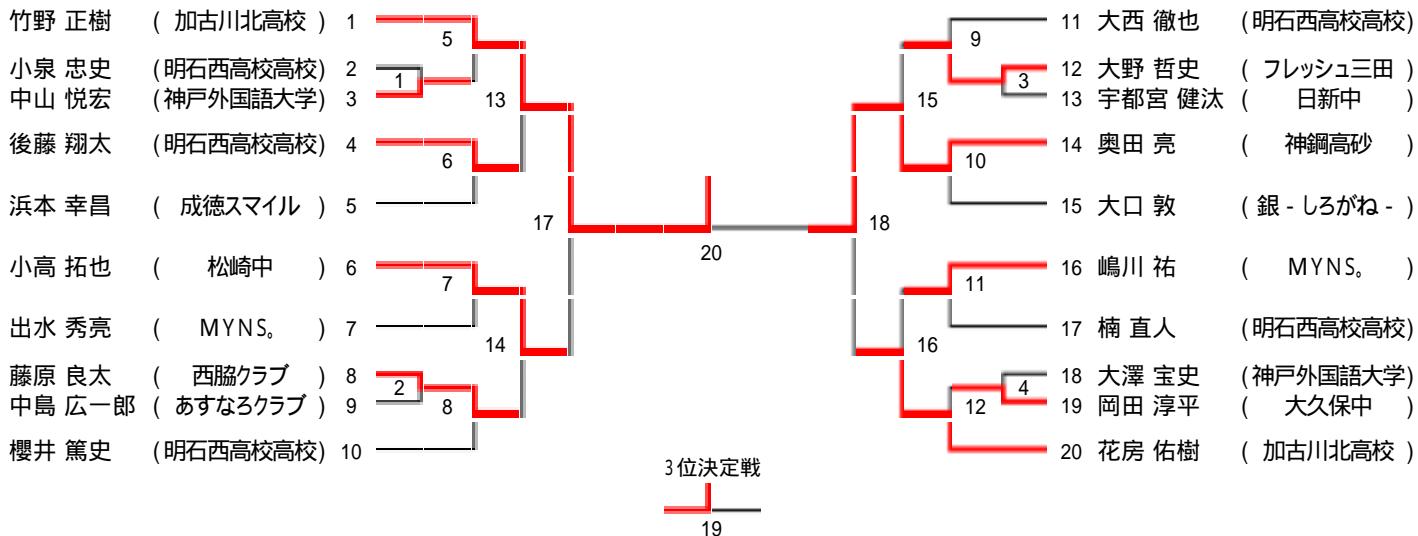 竹野 正樹 ( 加古川北高校 ) 1
小泉 忠史 (明石西高校高校) 2
中山 悦宏 (神戸外国語大学) 3
後藤 翔太 (明石西高校高校) 4
浜本 幸昌 ( 成徳スマイル ) 5
小高 拓也 ( 松崎中 ) 6
出水 秀亮 ( MYNS。 ) 7
藤原 良太 ( 西脇クラブ ) 8
中島 広一郎 ( あすなろクラブ ) 9
櫻井 篤史 (明石西高校高校) 10
5
1
13
6
17
7
14
2
8
20
3位決定戦
19
9
3
15
10
18
11
16
4
12
11 大西 徹也 (明石西高校高校)
12 大野 哲史 ( フレッシュ三田 )
13 宇都宮 健汰 ( 日新中 )
14 奥田 亮 ( 神鋼高砂 )
15 大口 敦 ( 銀 - しろがね - )
16 嶋川 祐 ( MYNS。 )
17 楠 直人 (明石西高校高校)
18 大澤 宝史 (神戸外国語大学)
19 岡田 淳平 ( 大久保中 )
20 花房 佑樹 ( 加古川北高校 )